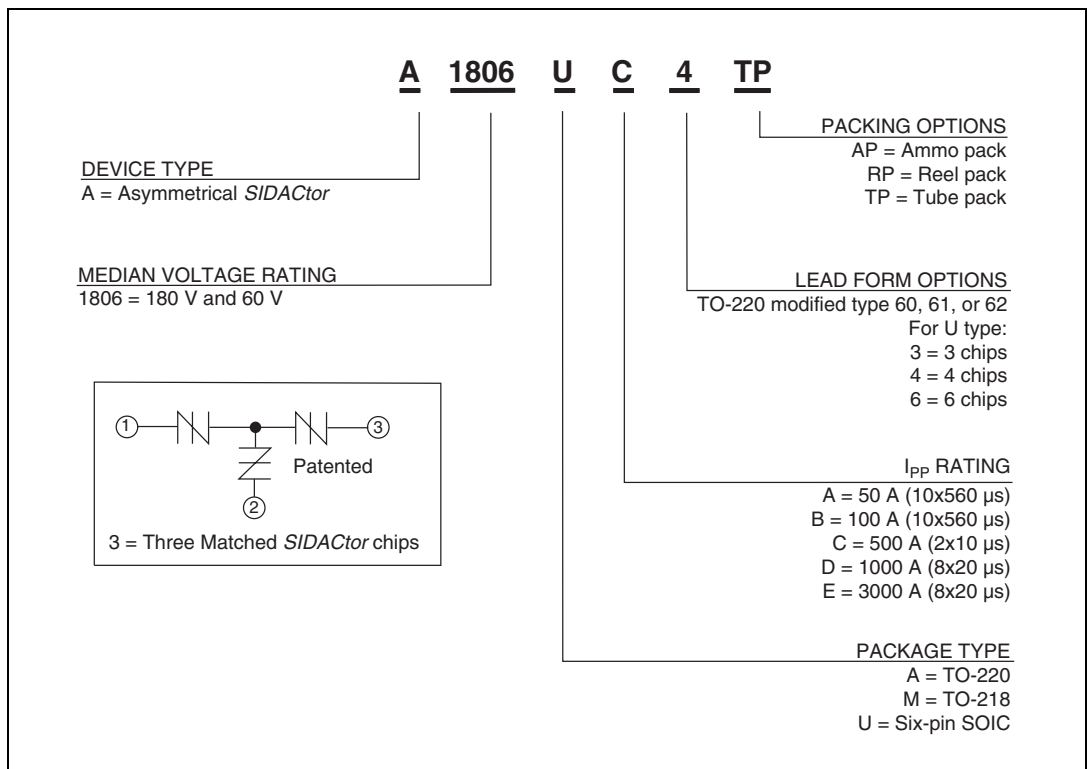 A 1806 U C 4 TP
PACKING OPTIONS
AP = Ammo pack
RP = Reel pack
TP = Tube pack
DEVICE TYPE
A = Asymmetrical SIDACtor
MEDIAN VOLTAGE RATING
1806 = 180 V and 60 V
LEAD FORM OPTIONS
TO-220 modified type 60, 61, or 62
For U type:
3 = 3 chips
4 = 4 chips
6 = 6 chips
1
3
Patented
2
3 = Three Matched SIDACtor chips
IPP RATING
A = 50 A (10x560 µs)
B = 100 A (10x560 µs)
C = 500 A (2x10 µs)
D = 1000 A (8x20 µs)
E = 3000 A (8x20 µs)
PACKAGE TYPE
A = TO-220
M = TO-218
U = Six-pin SOIC